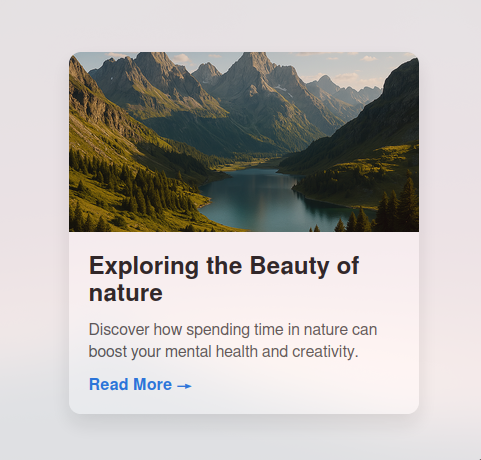 Exploring the Beauty of
nature
Discover how spending time in nature can
boost your mental health and creativity.
Read More →